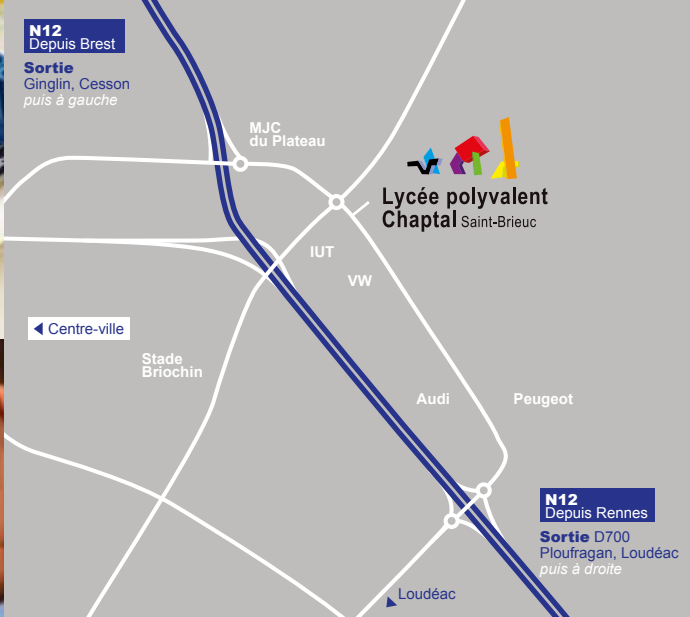 N12
Depuis Brest
Sortie
Ginglin, Cesson
puis à gauche
MJC
du Plateau
Lycée polyvalent
Chaptal Saint-Brieuc
IUT
VW
Centre-ville
Stade
Briochin
Audi
Peugeot
N12
Depuis Rennes
Sortie D700
Ploufragan, Loudéac
puis à droite
Loudéac